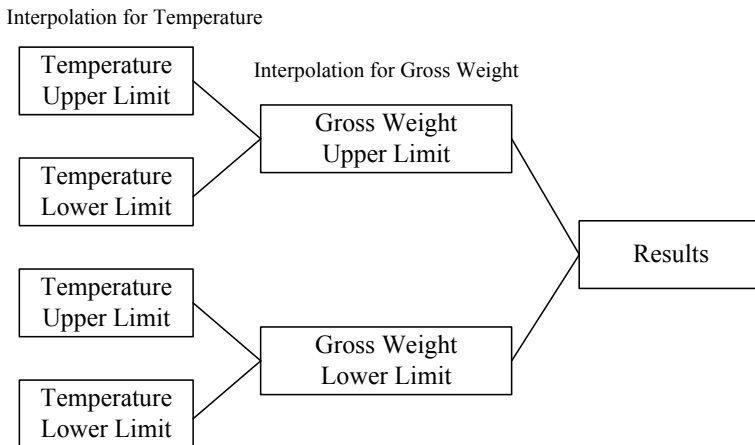 Interpolation for Temperature
Temperature
Upper Limit
Interpolation for Gross Weight
Gross Weight
Upper Limit
Temperature
Lower Limit
Results
Temperature
Upper Limit
Gross Weight
Lower Limit
Temperature
Lower Limit